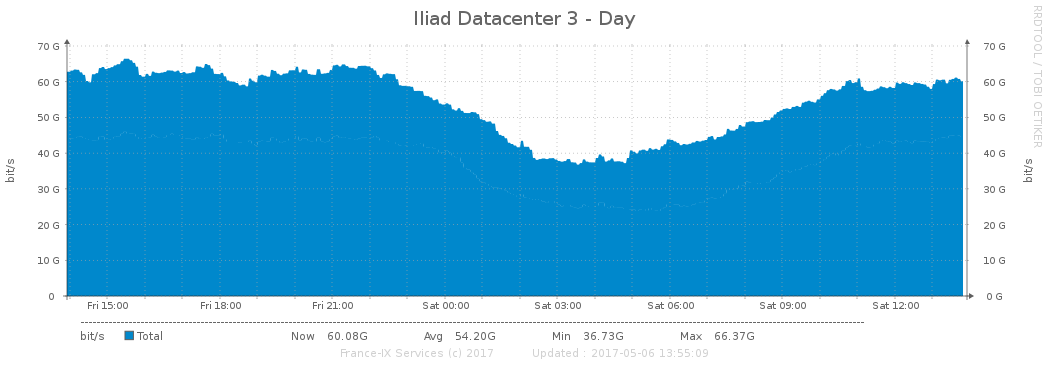 Iliad Datacenter 3 - Day
RRDTOOL / TOBI OETIKER
70 G 70 G
60 G 60 G
50 G 50 G
40 G 40 G
30 G 30 G
20 G 20 G
10 G 10 G
0 0 G
bit/s bit/s
Fri 15:00 Fri 18:00 Fri 21:00 Sat 00:00 Sat 03:00 Sat 06:00 Sat 09:00 Sat 12:00
bit/s Total Now 60.08G Avg 54.20G Min 36.73G Max 66.37G
France-IX Services (c) 2017 Updated : 2017-05-06 13:55:09